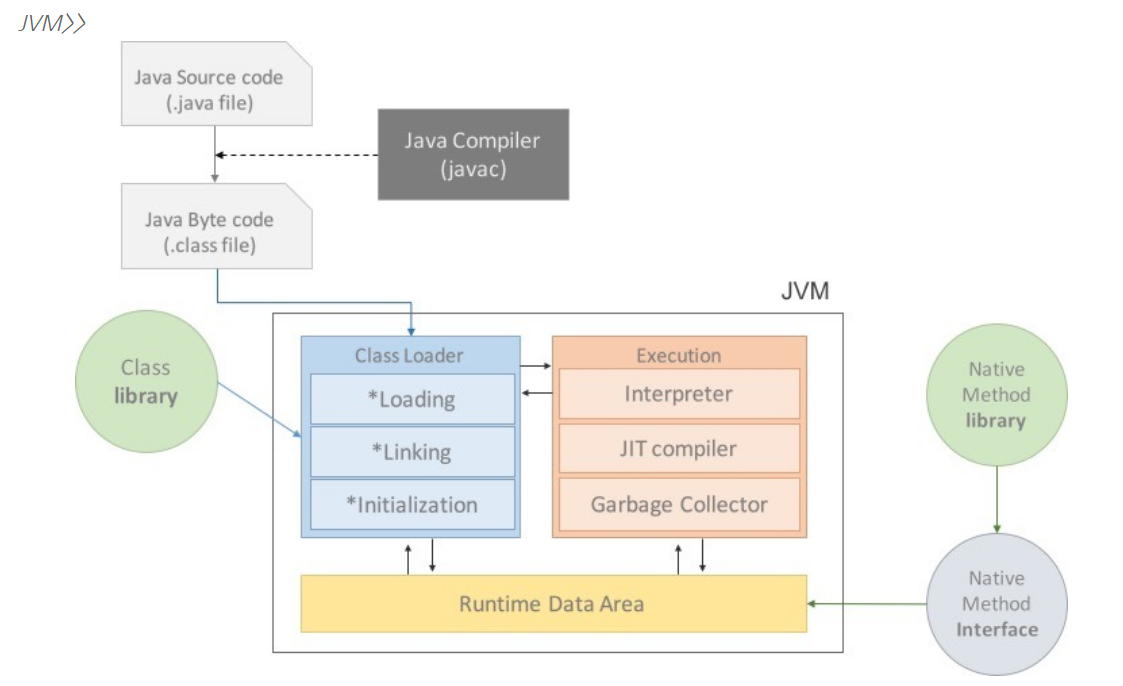 JVM>>
Java Source code
(.java file)
Java Compiler
(javac)
Java Byte code
(.class file)
JVM
Class
library
Class Loader
*Loading
*Linking
*Initialization
Execution
Interpreter
JIT compiler
Garbage Collector
Native
Method
library
Runtime Data Area
Native
Method
Interface